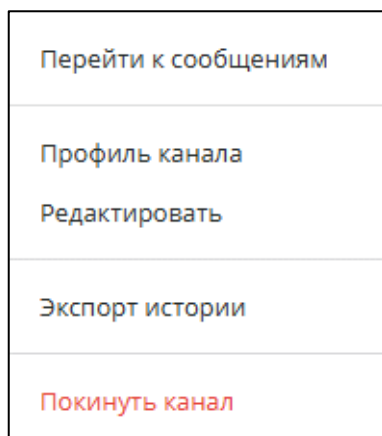 Перейти к сообщениям
Профиль канала
Редактировать
Экспорт истории
Покинуть канал